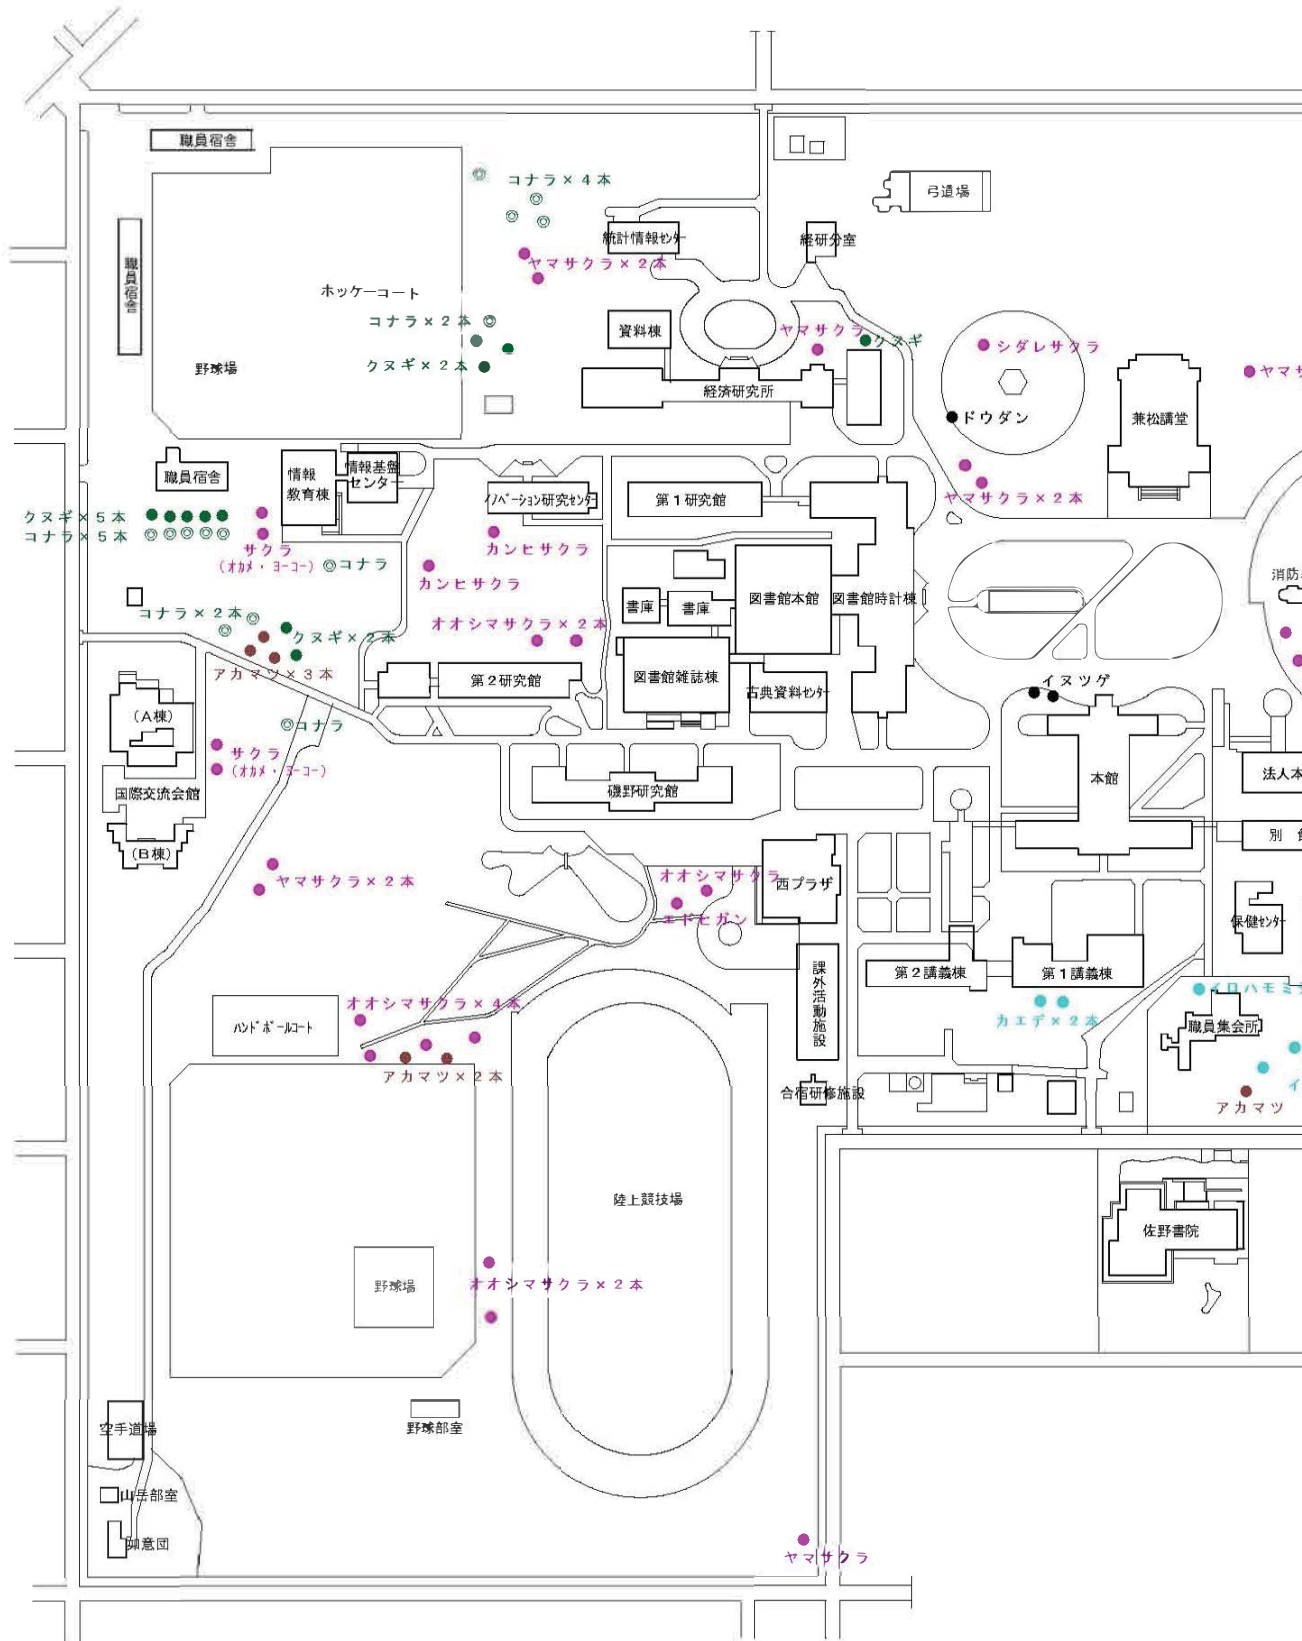 職員宿舎
コナラ×４本
弓道場
統計情報センター
経研分室
ヤマサクラ×２本
職員宿舎
ホッケーコート
コナラ×２本
資料棟
ヤマサクラ
クヌギ
シダレサクラ
野球場
クヌギ×２本
経済研究所
ヤマサ
ドウダン
兼松講堂
職員宿舎
情報
教育棟
情報基盤
センター
イノベーション研究センター
第１研究館
ヤマサクラ×２本
クヌギ×５本
コナラ×５本
サクラ
(オカメ・ヨーコー)
コナラ
カンヒサクラ
カンヒサクラ
消防
書庫
書庫
図書館本館
図書館時計棟
コナラ×２本
クヌギ×２本
オオシマサクラ×２本
アカマツ×３本
第２研究館
図書館雑誌棟
古典資料センター
イヌツゲ
(A棟)
コナラ
サクラ
(オカメ・ヨーコー)
国際交流会館
磯野研究館
本館
法人本
(B棟)
別
ヤマサクラ×２本
オオシマサクラ
西プラザ
エドヒガン
保健センター
第２講義棟
第１講義棟
課外活動施設
イロハモミ
オオシマサクラ×４本
ハンドボールコート
カエデ×２本
職員集会所
アカマツ×２本
合宿研修施設
イ
アカマツ
陸上競技場
佐野書院
野球場
オオシマサクラ×２本
空手道場
野球部室
山岳部室
如意団
ヤマサクラ